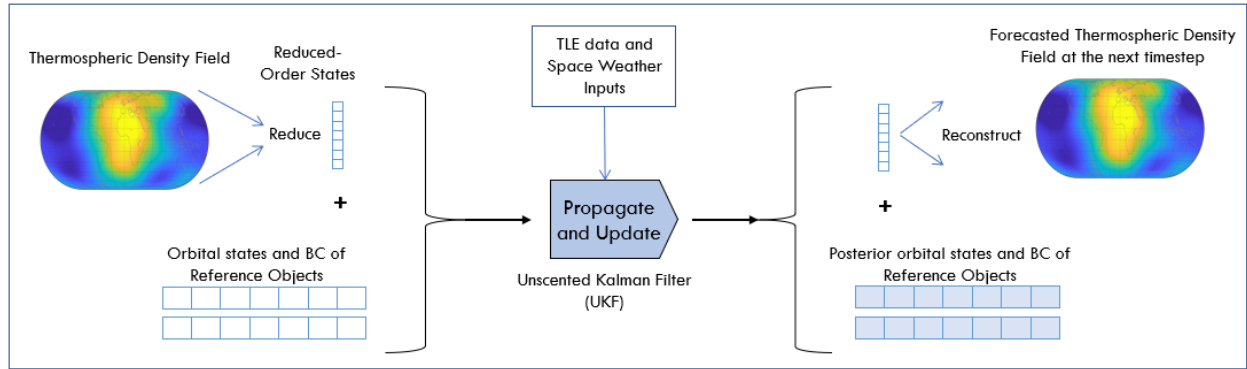 Thermospheric Density Field
Reduced-
Order States
Reduce
+
Orbital states and BC of
Reference Objects
TLE data and
Space Weather
Inputs
Propagate
and Update
Unscented Kalman Filter
(UKF)
Forecasted Thermospheric Density
Field at the next timestep
Reconstruct
+
Posterior orbital states and BC of
Reference Objects